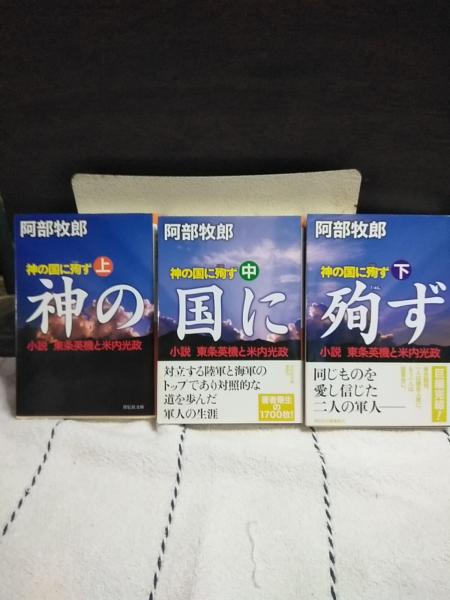 阿部牧郎
神の国に殉ず 上
神の
小説 東条英機と米内光政
祥伝社文庫
阿部牧郎
神の国に殉ず 中
国に
小説 東条英機と米内光政
対立する陸軍と海軍の
トップであり対照的な
道を歩んだ
軍人の生涯
著者畢生の
1700枚!
阿部牧郎
神の国に殉ず 下
殉ず
小説 東条英機と米内光政
同じものを
愛し信じた
二人の軍人――
巨編完結!